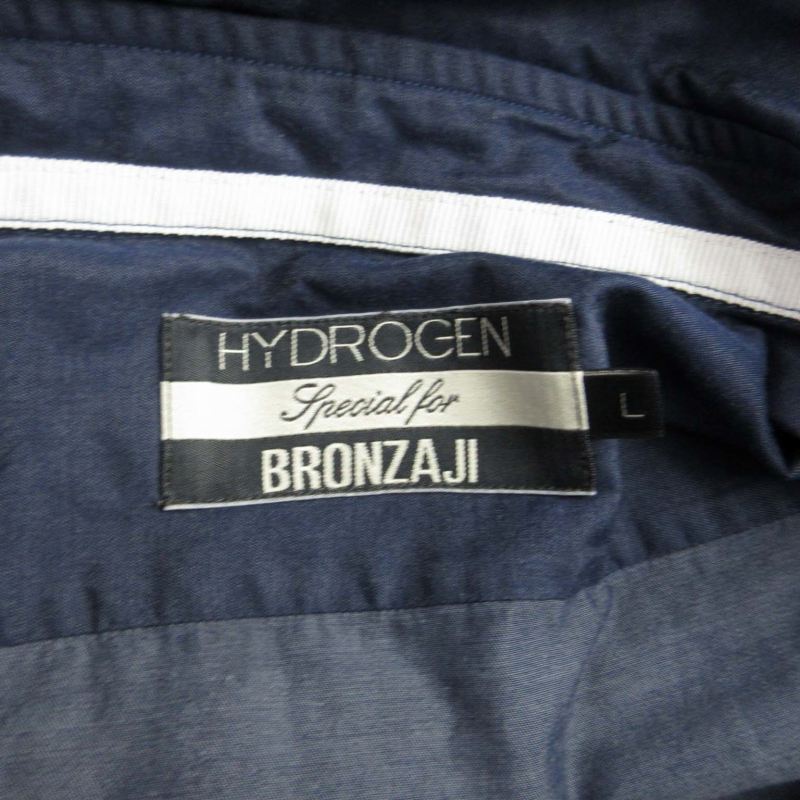 HYDROGEN
Special for
BRONZAJI
L